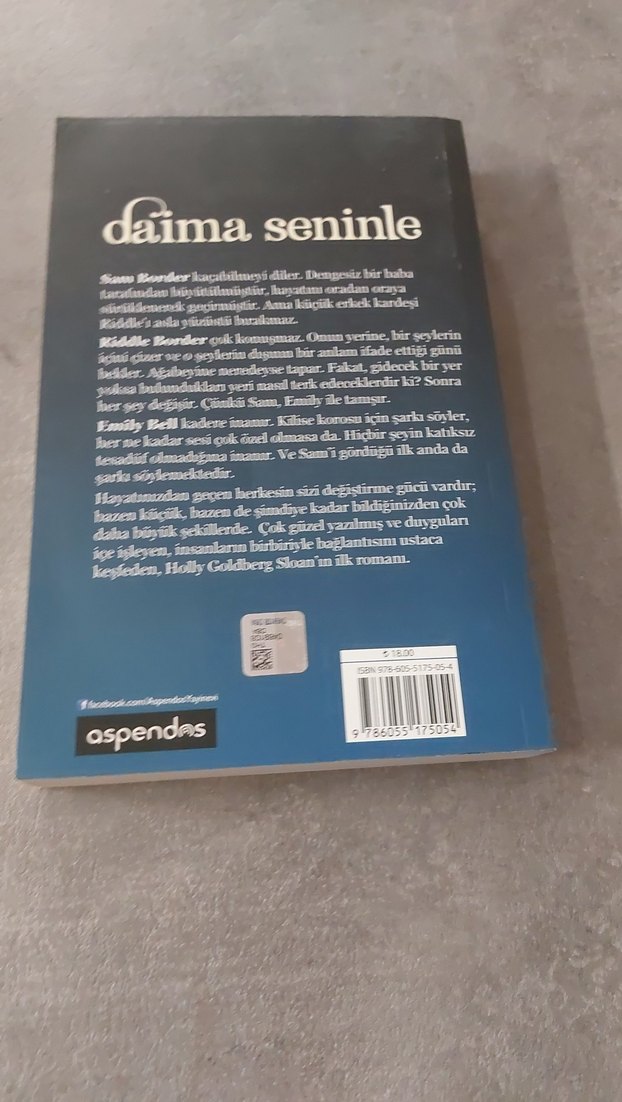 daima seninle
Sam Border kaçabilmeyi diler. Dengesiz bir baba
tarafından büyütülmüştür, hayatını oradan oraya
sürüklenerek geçirmiştir. Ama küçük erkek kardeşi
Riddle'ı asla yüzüstü bırakmaz.
Riddle Border çok konuşmaz. Onun yerine, bir şeylerin
içini çizer ve o şeylerin dışının bir anlam ifade ettiği günü
bekler. Ağabeyine neredeyse tapar. Fakat, gidecek bir yer
yoksa bulundukları yeri nasıl terk edeceklerdir ki? Sonra
her şey değişir. Çünkü Sam, Emily ile tanışır.
Emily Bell kadere inanır. Kilise korosu için şarkı söyler,
her ne kadar sesi çok özel olmasa da. Hiçbir şeyin katıksız
tesadüf olmadığına inanır. Ve Sam'i gördüğü ilk anda da
şarkı söylemektedir.
Hayatınızdan geçen herkesin sizi değiştirme gücü vardır;
bazen küçük, bazen de şimdiye kadar bildiğinizden çok
daha büyük şekillerde. Çok güzel yazılmış ve duyguları
içe işleyen, insanların birbiriyle bağlantısını ustaca
keşfeden, Holly Goldberg Sloan'ın ilk romanı.
₺ 18.00
ISBN 978-605-5175-05-4
facebook.com/AspendosYayinevi
aspendos
9 786055 175054